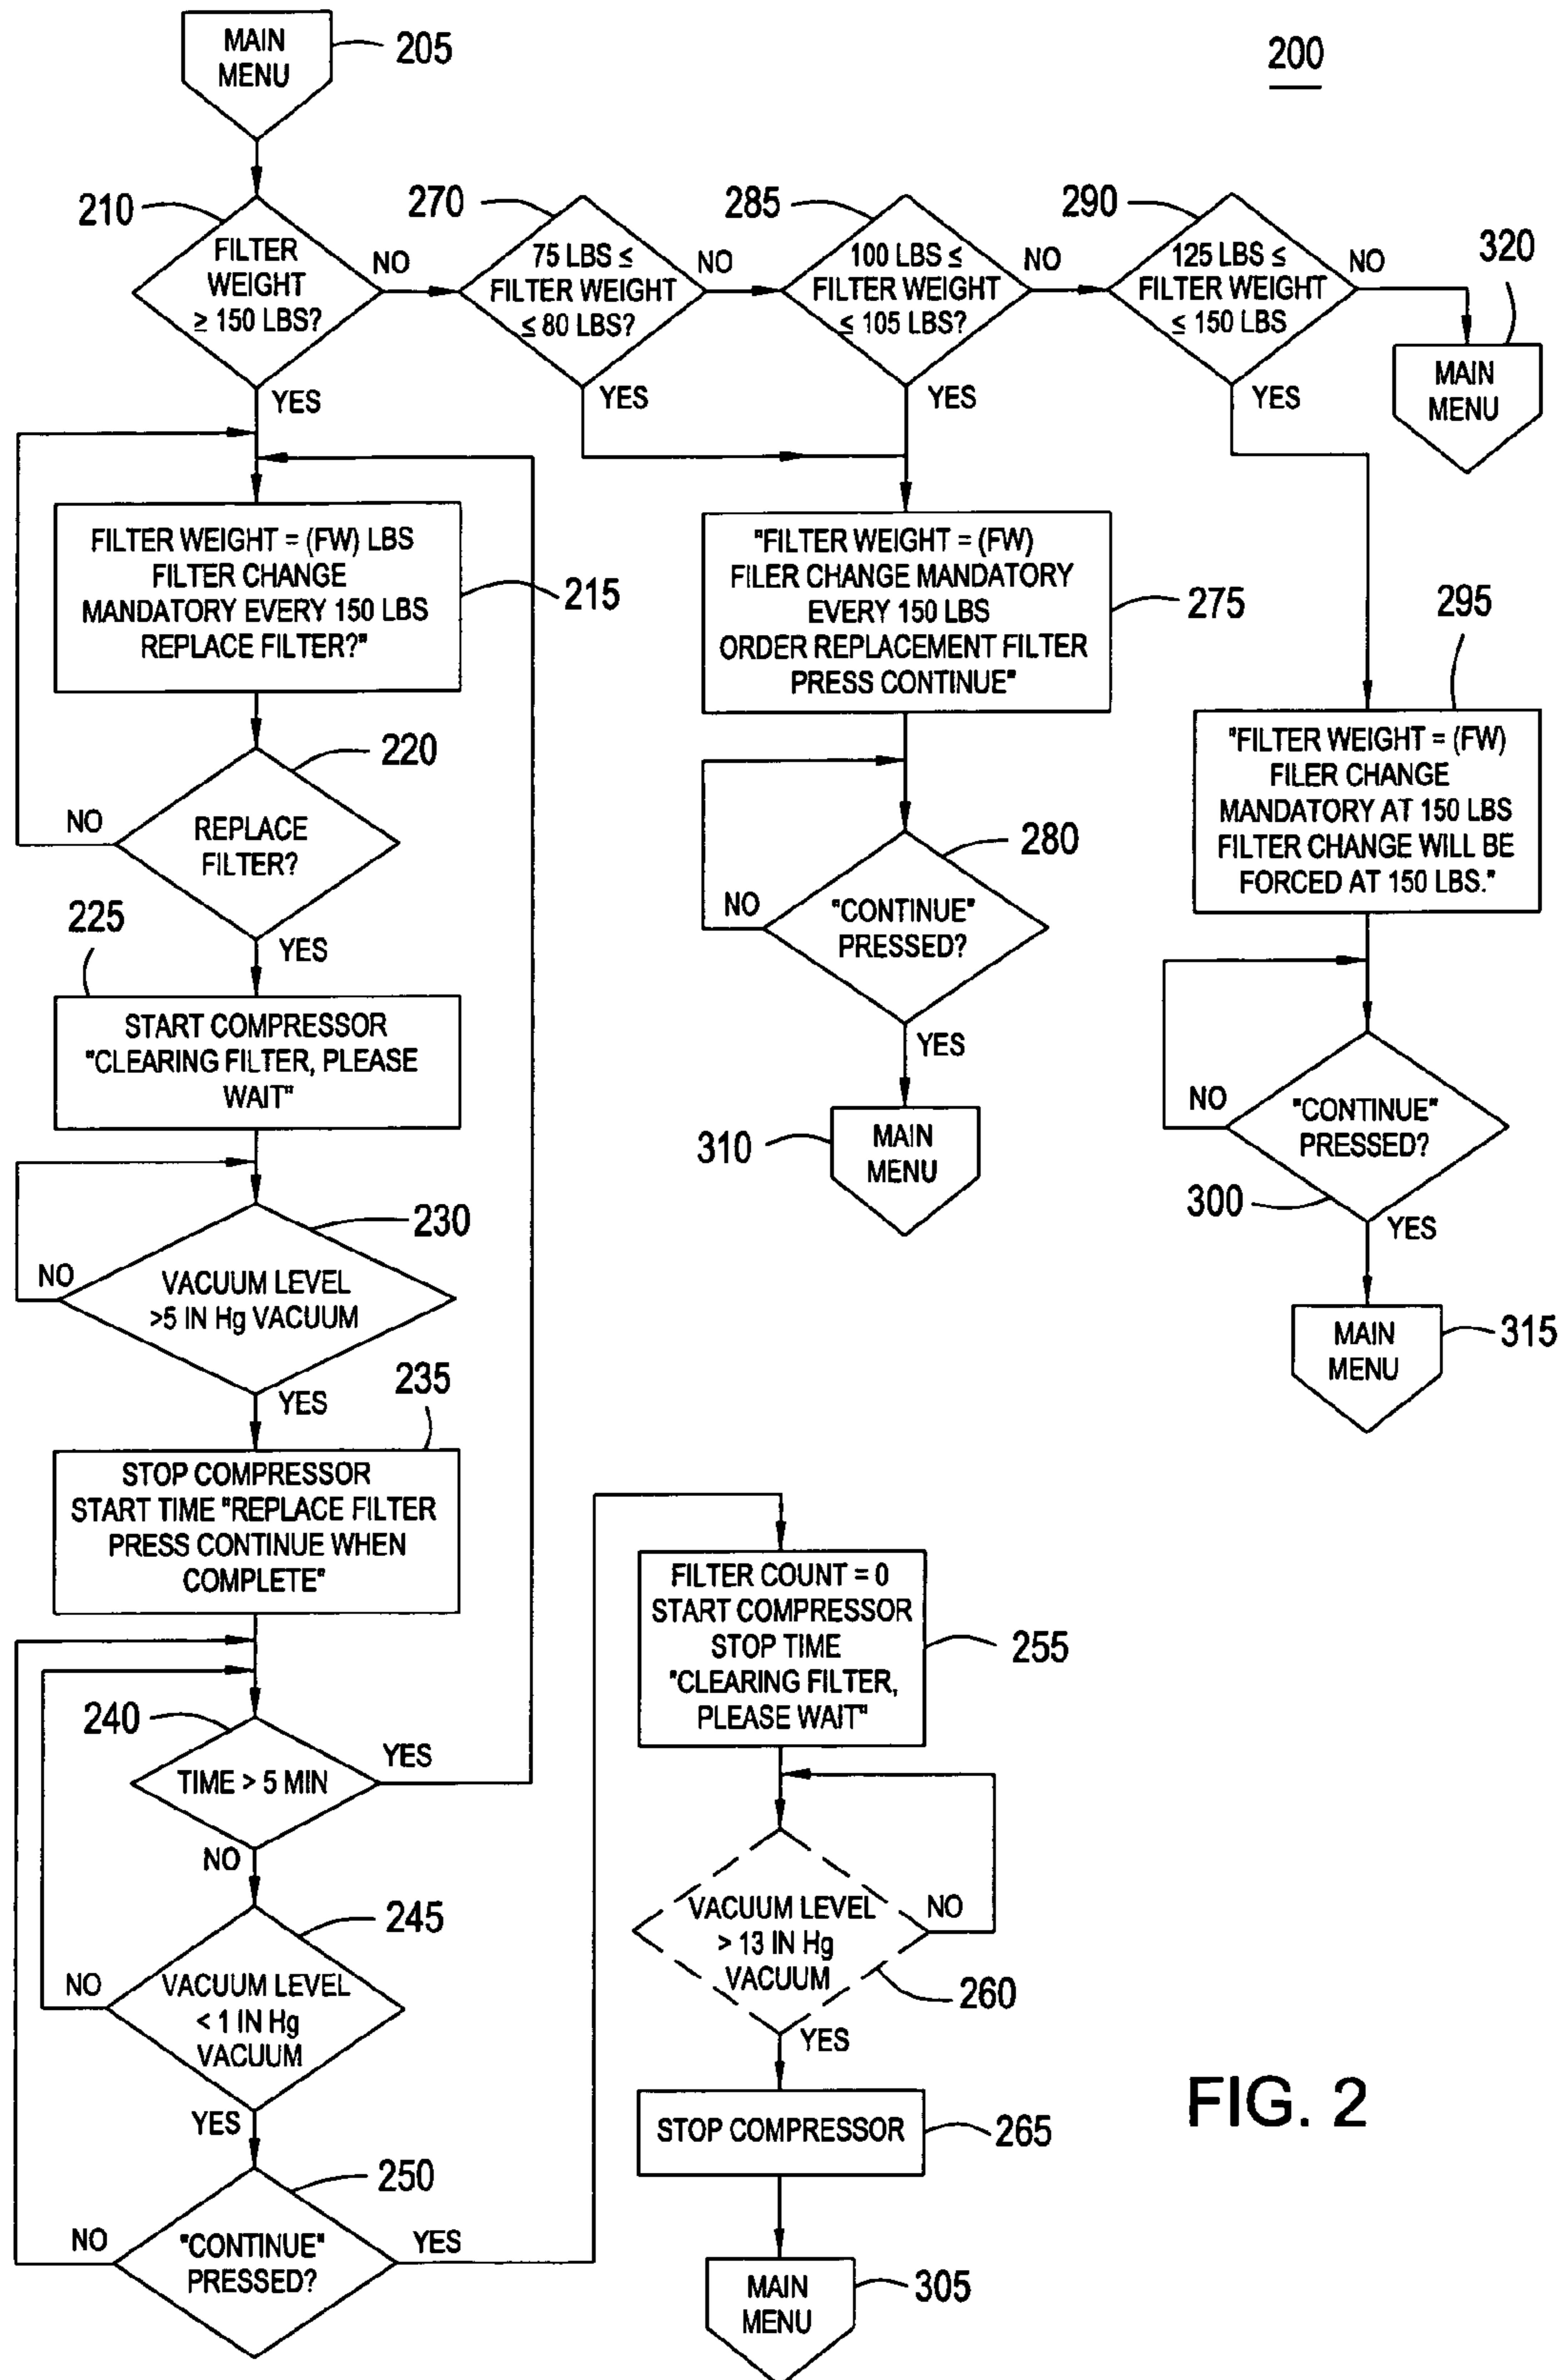 MAIN
MENU
205
200
210
FILTER
WEIGHT
≥ 150 LBS?
NO
YES
270
75 LBS ≤
FILTER WEIGHT
≤ 80 LBS?
NO
YES
285
100 LBS ≤
FILTER WEIGHT
≤ 105 LBS?
NO
YES
290
125 LBS ≤
FILTER WEIGHT
≤ 150 LBS
NO
YES
320
MAIN
MENU
FILTER WEIGHT = (FW) LBS
FILTER CHANGE
MANDATORY EVERY 150 LBS
REPLACE FILTER?"
215
220
REPLACE
FILTER?
NO
YES
225
START COMPRESSOR
"CLEARING FILTER, PLEASE
WAIT"
230
VACUUM LEVEL
>5 IN Hg VACUUM
NO
YES
235
STOP COMPRESSOR
START TIME "REPLACE FILTER
PRESS CONTINUE WHEN
COMPLETE"
240
TIME > 5 MIN
YES
NO
245
VACUUM LEVEL
< 1 IN Hg
VACUUM
NO
YES
250
"CONTINUE"
PRESSED?
NO
YES
"FILTER WEIGHT = (FW)
FILER CHANGE MANDATORY
EVERY 150 LBS
ORDER REPLACEMENT FILTER
PRESS CONTINUE"
275
280
"CONTINUE"
PRESSED?
NO
YES
310
MAIN
MENU
295
"FILTER WEIGHT = (FW)
FILER CHANGE
MANDATORY AT 150 LBS
FILTER CHANGE WILL BE
FORCED AT 150 LBS."
"CONTINUE"
PRESSED?
NO
300
YES
MAIN
MENU
315
FILTER COUNT = 0
START COMPRESSOR
STOP TIME
"CLEARING FILTER,
PLEASE WAIT"
255
VACUUM LEVEL
> 13 IN Hg
VACUUM
NO
260
YES
STOP COMPRESSOR
265
MAIN
MENU
305
FIG. 2